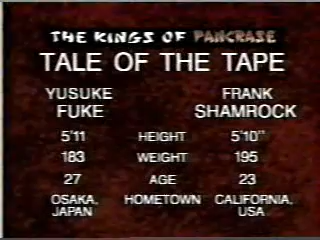 THE KINGS OF PANCRASE
TALE OF THE TAPE
YUSUKE FRANK
FUKE SHAMROCK
5'11 HEIGHT 5'10"
183 WEIGHT 195
27 AGE 23
OSAKA, HOMETOWN CALIFORNIA,
JAPAN USA